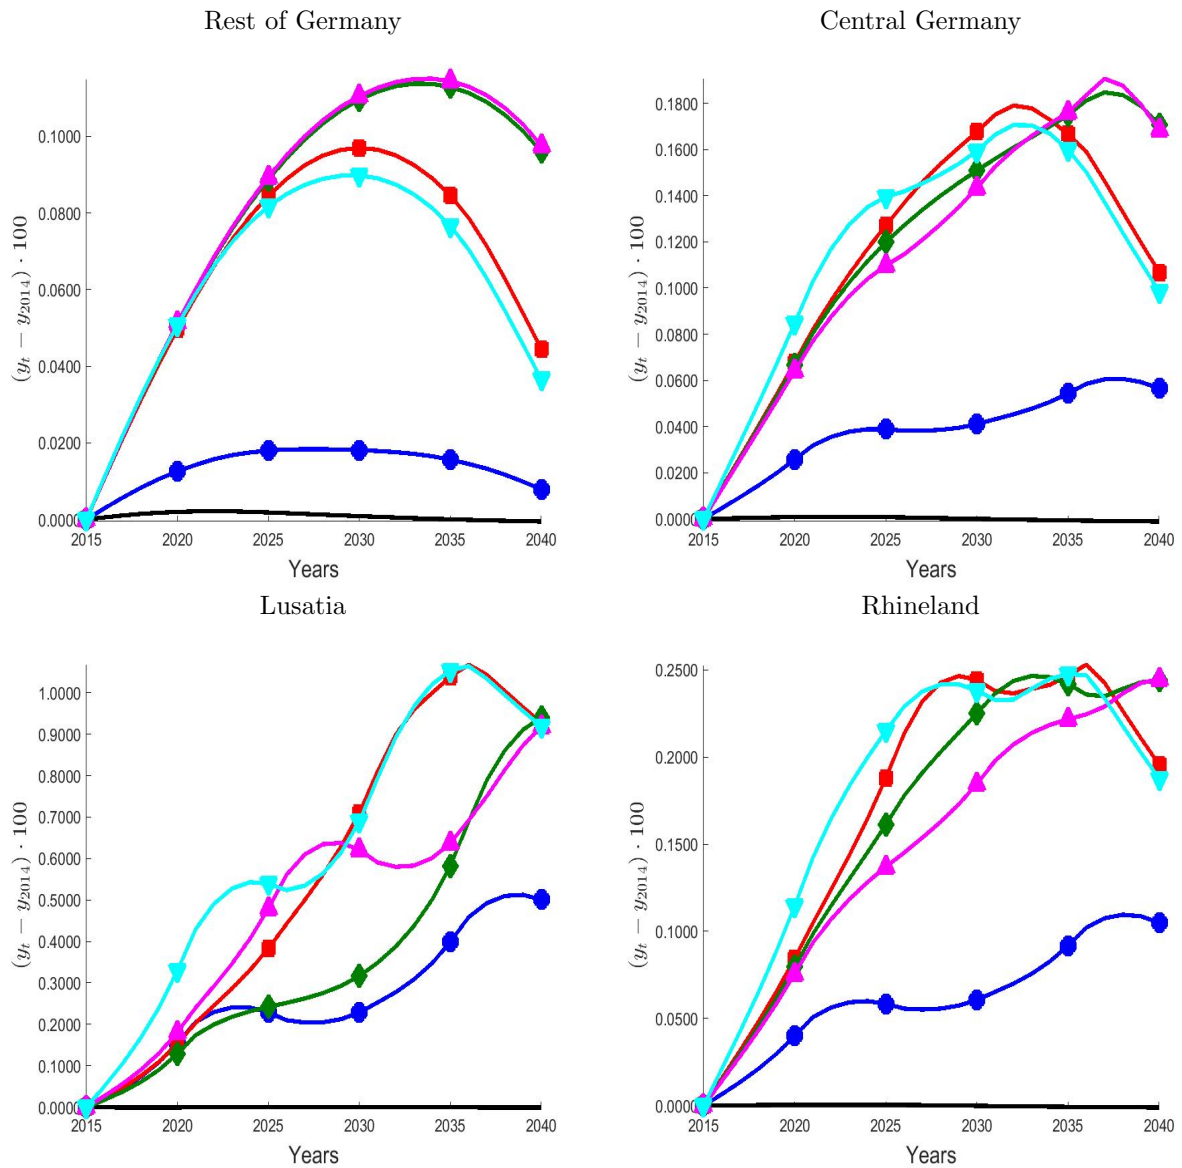 Rest of Germany
(y_t − y_2014) · 100
0.1000
0.0800
0.0600
0.0400
0.0200
0.0000
2015 2020 2025 2030 2035 2040
Years
Central Germany
(y_t − y_2014) · 100
0.1800
0.1600
0.1400
0.1200
0.1000
0.0800
0.0600
0.0400
0.0200
0.0000
2015 2020 2025 2030 2035 2040
Years
Lusatia
(y_t − y_2014) · 100
1.0000
0.9000
0.8000
0.7000
0.6000
0.5000
0.4000
0.3000
0.2000
0.1000
0.0000
2015 2020 2025 2030 2035 2040
Years
Rhineland
(y_t − y_2014) · 100
0.2500
0.2000
0.1500
0.1000
0.0500
0.0000
2015 2020 2025 2030 2035 2040
Years